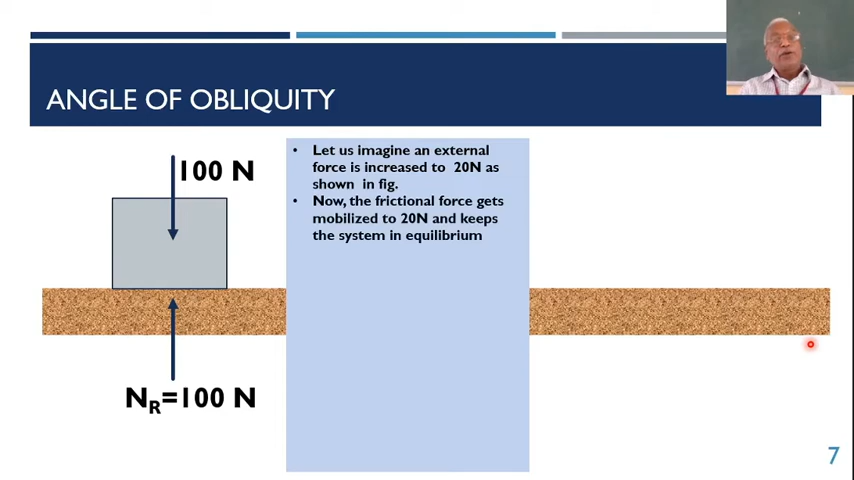 ANGLE OF OBLIQUITY
100 N
• Let us imagine an external
force is increased to 20N as
shown in fig.
• Now, the frictional force gets
mobilized to 20N and keeps
the system in equilibrium
NR=100 N
7